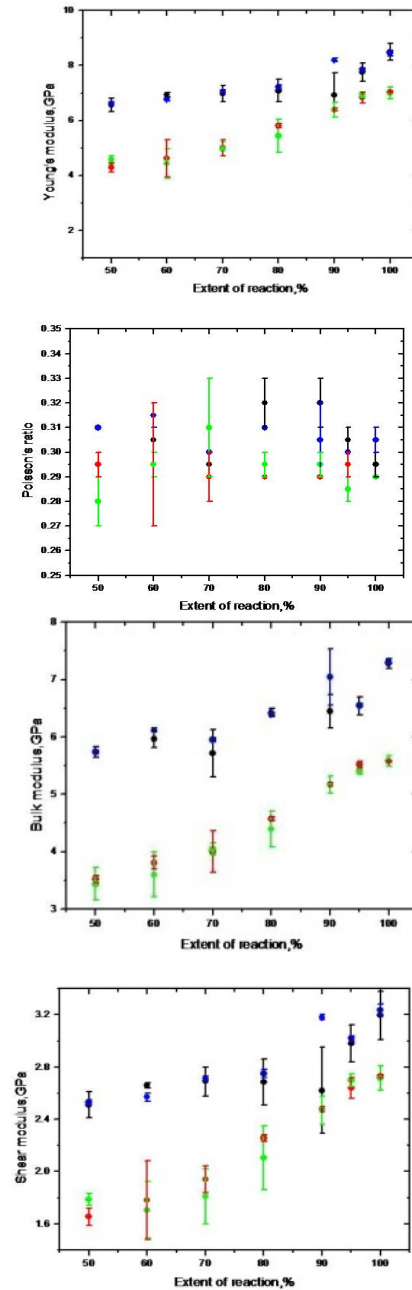 10
8
6
4
2
Young's modulus,GPa
50 60 70 80 90 100
Extent of reaction,%
0.35
0.34
0.33
0.32
0.31
0.30
0.29
0.28
0.27
0.26
0.25
Poisson's ratio
50 60 70 80 90 100
Extent of reaction,%
8
7
6
5
4
3
Bulk modulus,GPa
50 60 70 80 90 100
Extent of reaction,%
3.2
2.8
2.4
2.0
1.6
Shear modulus,GPa
50 60 70 80 90 100
Extent of reaction,%